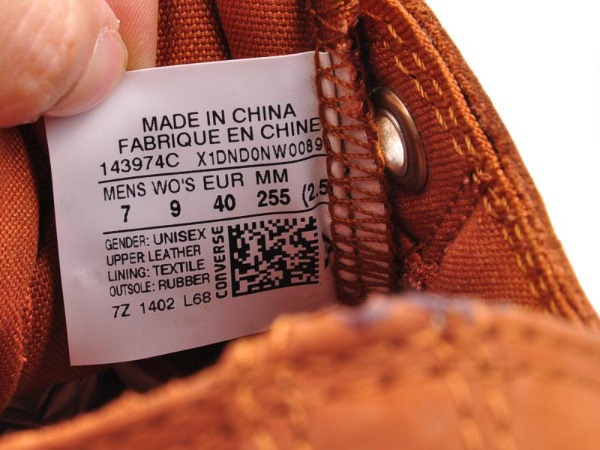 MADE IN CHINA
FABRIQUE EN CHINE
143974C X1DND0NW0089
MENS WO'S EUR MM
7 9 40 255 (2.5
GENDER: UNISEX
UPPER LEATHER
LINING: TEXTILE
OUTSOLE: RUBBER
CONVERSE
7Z 1402 L68